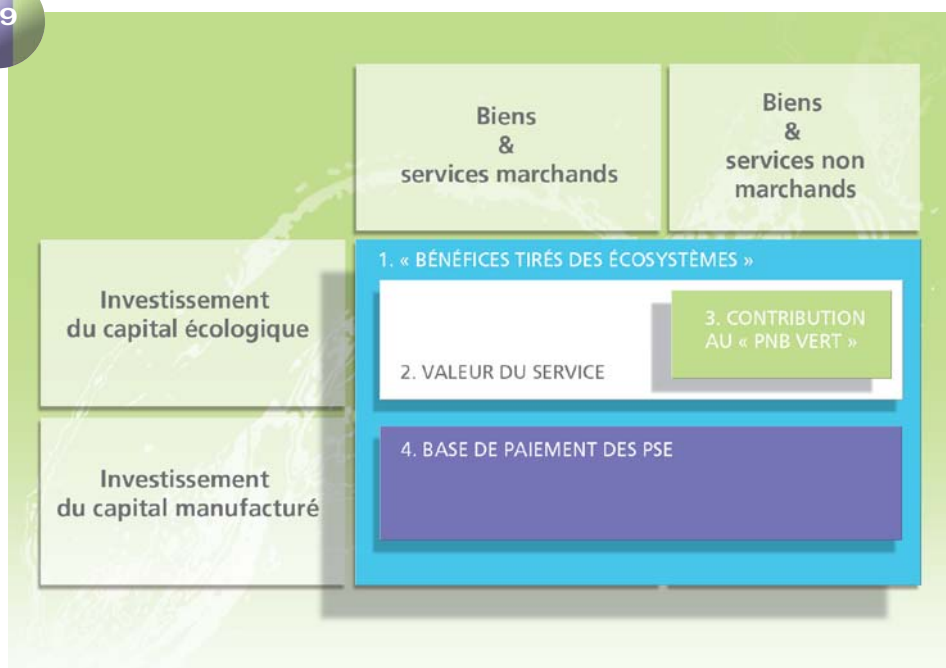 9
Biens
&
services marchands
Biens
&
services non
marchands
1. « BÉNÉFICES TIRÉS DES ÉCOSYSTÈMES »
Investissement
du capital écologique
3. CONTRIBUTION
AU « PNB VERT »
2. VALEUR DU SERVICE
4. BASE DE PAIEMENT DES PSE
Investissement
du capital manufacturé